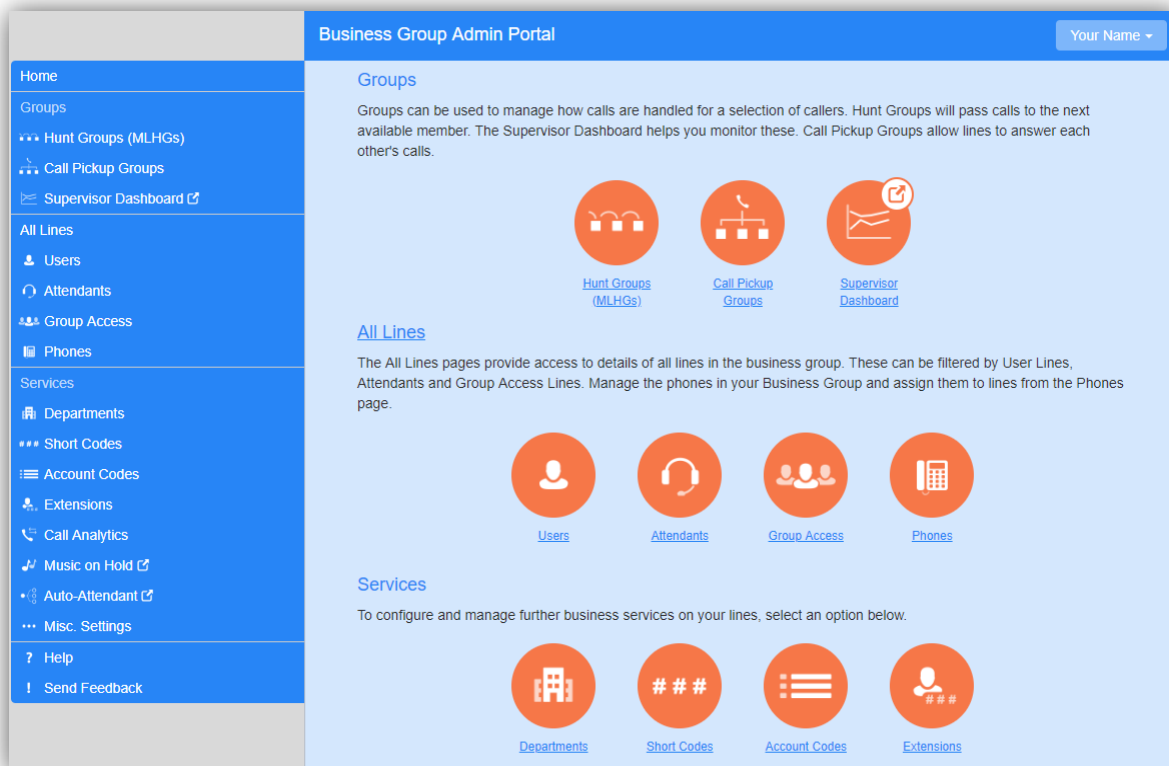 Business Group Admin Portal
Your Name
Home
Groups
Hunt Groups (MLHGs)
Call Pickup Groups
Supervisor Dashboard
All Lines
Users
Attendants
Group Access
Phones
Services
Departments
### Short Codes
Account Codes
Extensions
Call Analytics
Music on Hold
Auto-Attendant
Misc. Settings
? Help
! Send Feedback
Groups
Groups can be used to manage how calls are handled for a selection of callers. Hunt Groups will pass calls to the next
available member. The Supervisor Dashboard helps you monitor these. Call Pickup Groups allow lines to answer each
other's calls.
Hunt Groups
(MLHGs)
Call Pickup
Groups
Supervisor
Dashboard
All Lines
The All Lines pages provide access to details of all lines in the business group. These can be filtered by User Lines,
Attendants and Group Access Lines. Manage the phones in your Business Group and assign them to lines from the Phones
page.
Users
Attendants
Group Access
Phones
Services
To configure and manage further business services on your lines, select an option below.
###
###
Departments
Short Codes
Account Codes
Extensions